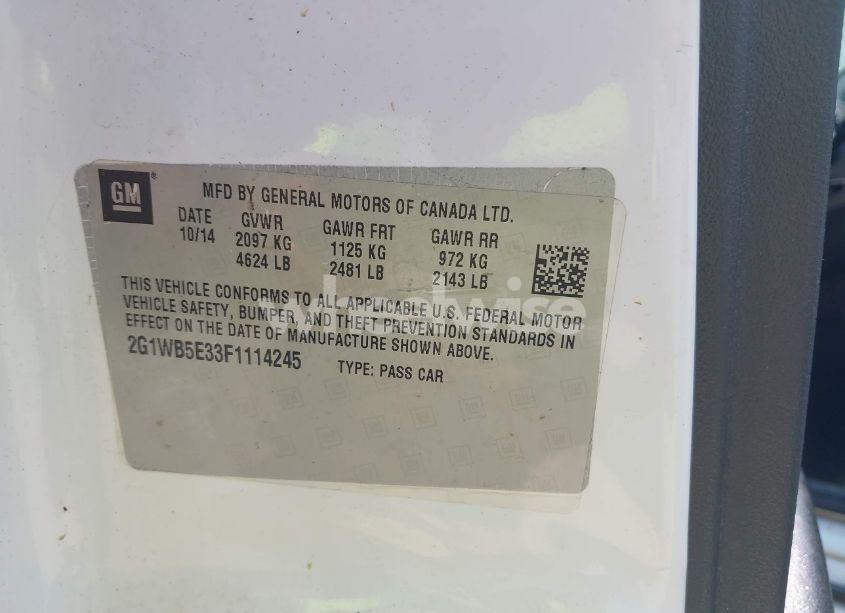 GM
MFD BY GENERAL MOTORS OF CANADA LTD.
DATE GVWR GAWR FRT GAWR RR
10/14 2097 KG 1125 KG 972 KG
4624 LB 2481 LB 2143 LB
THIS VEHICLE CONFORMS TO ALL APPLICABLE U.S. FEDERAL MOTOR
VEHICLE SAFETY, BUMPER, AND THEFT PREVENTION STANDARDS IN
EFFECT ON THE DATE OF MANUFACTURE SHOWN ABOVE.
2G1WB5E33F1114245 TYPE: PASS CAR